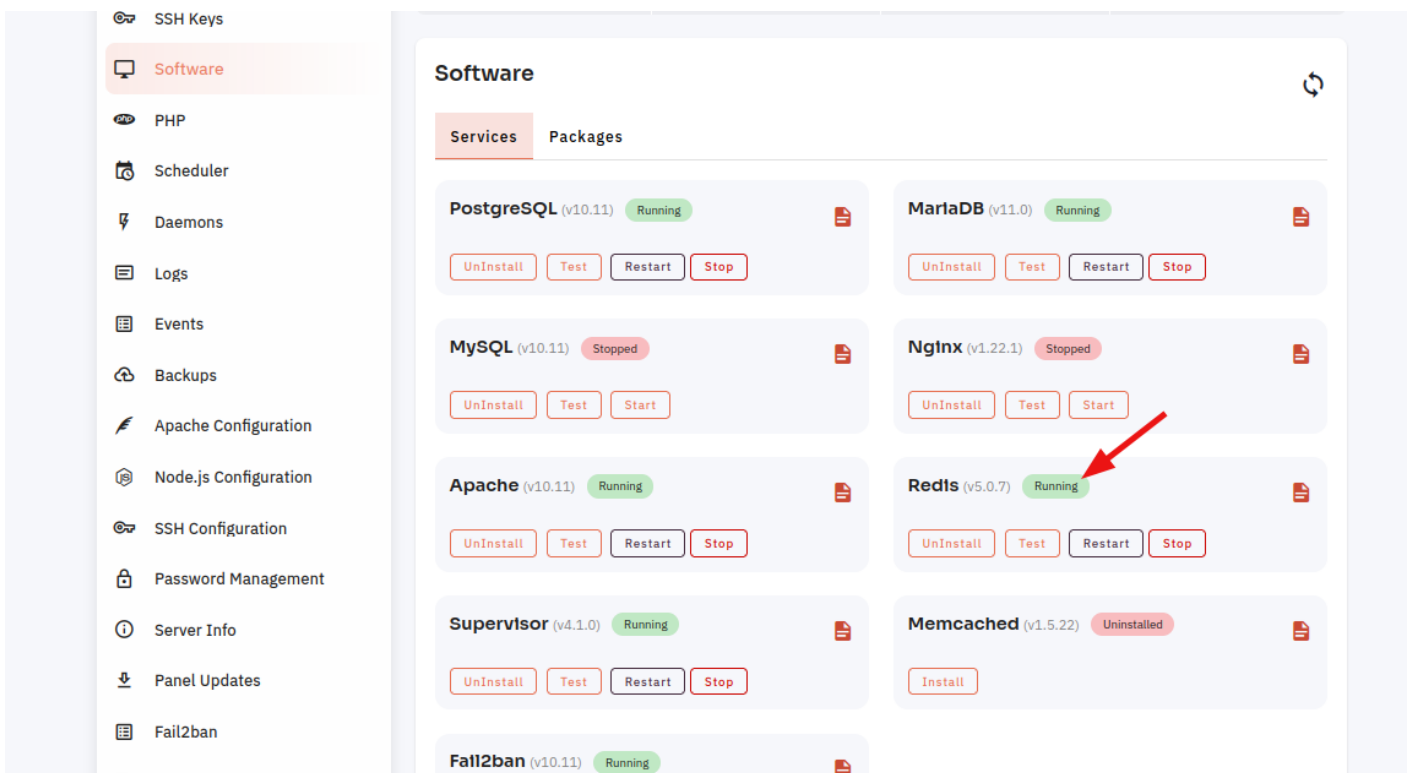 SSH Keys
Software
PHP
Scheduler
Daemons
Logs
Events
Backups
Apache Configuration
Node.js Configuration
SSH Configuration
Password Management
Server Info
Panel Updates
Fail2ban
Software
Services Packages
PostgreSQL (v10.11) Running
UnInstall Test Restart Stop
MariaDB (v11.0) Running
UnInstall Test Restart Stop
MySQL (v10.11) Stopped
UnInstall Test Start
Nginx (v1.22.1) Stopped
UnInstall Test Start
Apache (v10.11) Running
UnInstall Test Restart Stop
Redis (v5.0.7) Running
UnInstall Test Restart Stop
Supervisor (v4.1.0) Running
UnInstall Test Restart Stop
Memcached (v1.5.22) Uninstalled
Install
Fail2ban (v10.11) Running